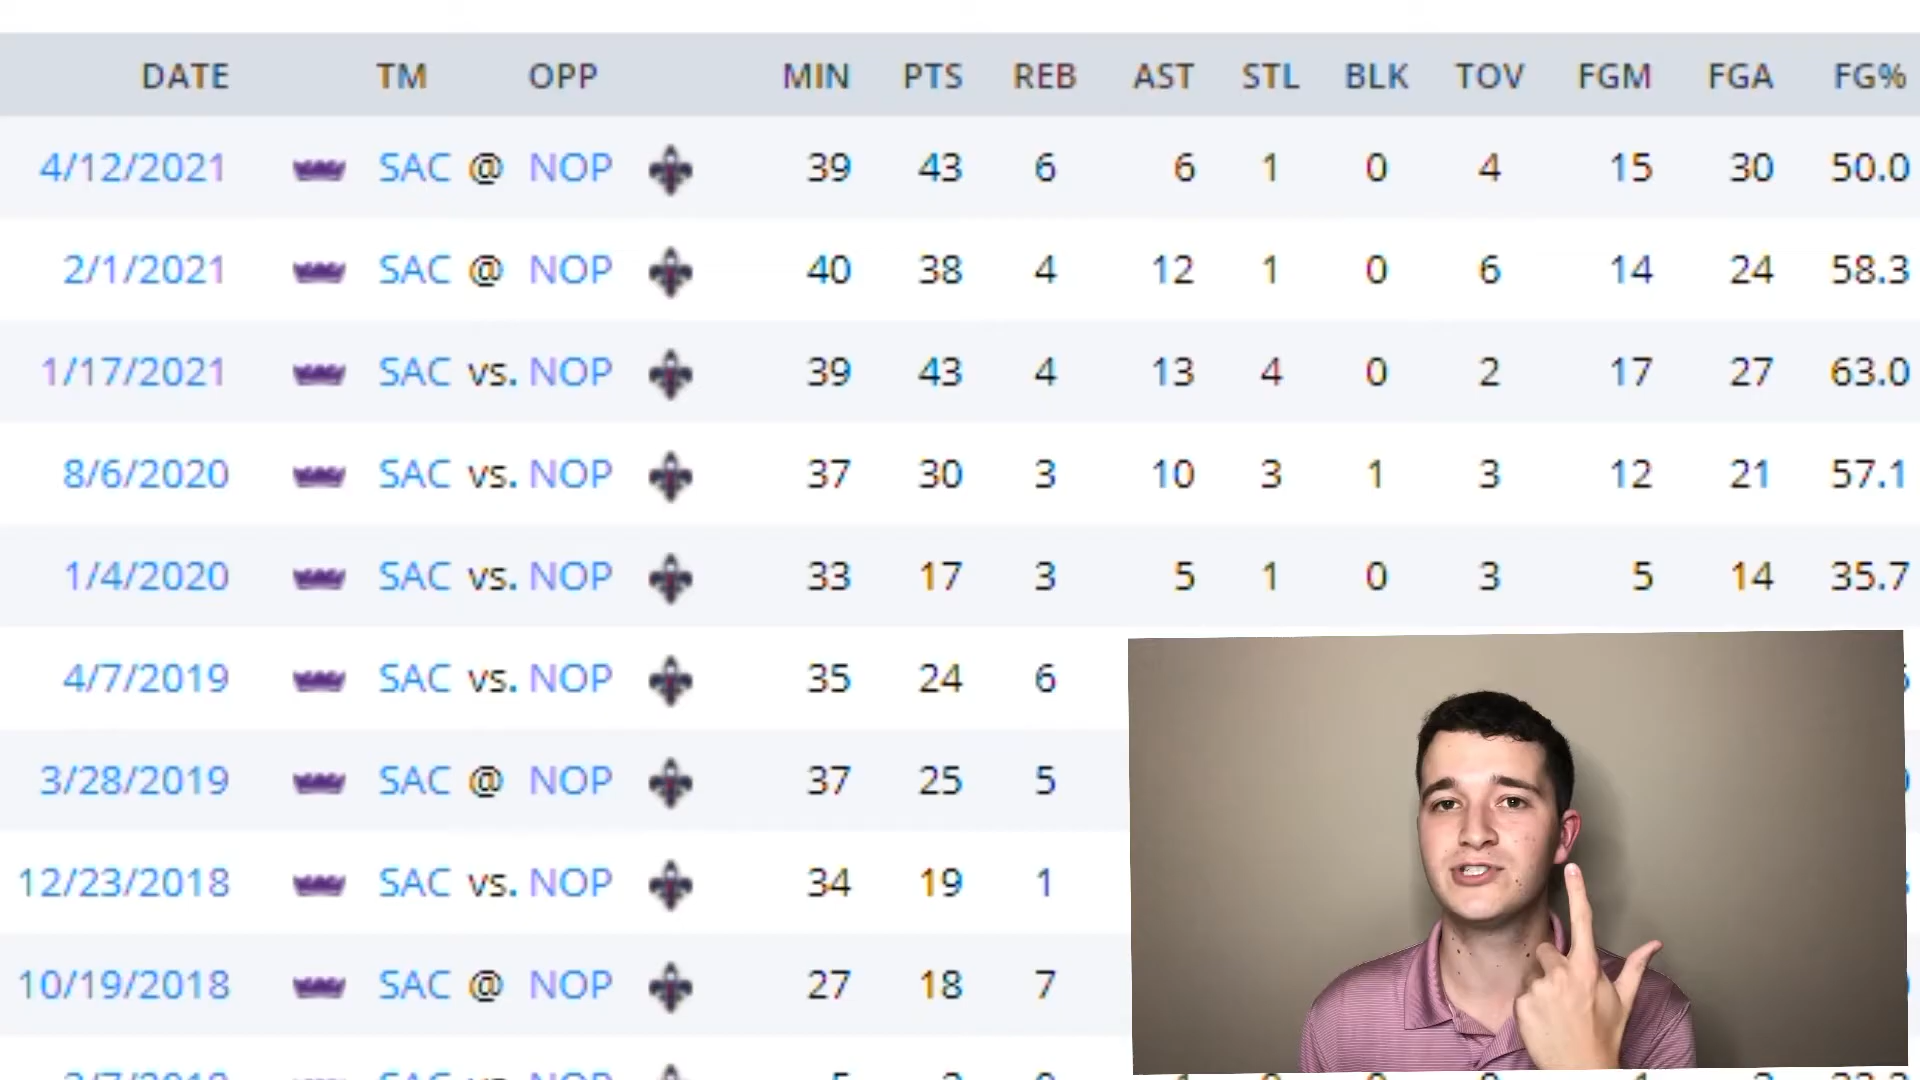 DATE TM OPP MIN PTS REB AST STL BLK TOV FGM FGA FG%
4/12/2021 SAC @ NOP 39 43 6 6 1 0 4 15 30 50.0
2/1/2021 SAC @ NOP 40 38 4 12 1 0 6 14 24 58.3
1/17/2021 SAC vs. NOP 39 43 4 13 4 0 2 17 27 63.0
8/6/2020 SAC vs. NOP 37 30 3 10 3 1 3 12 21 57.1
1/4/2020 SAC vs. NOP 33 17 3 5 1 0 3 5 14 35.7
4/7/2019 SAC vs. NOP 35 24 6
3/28/2019 SAC @ NOP 37 25 5
12/23/2018 SAC vs. NOP 34 19 1
10/19/2018 SAC @ NOP 27 18 7
SAC vs. NOP